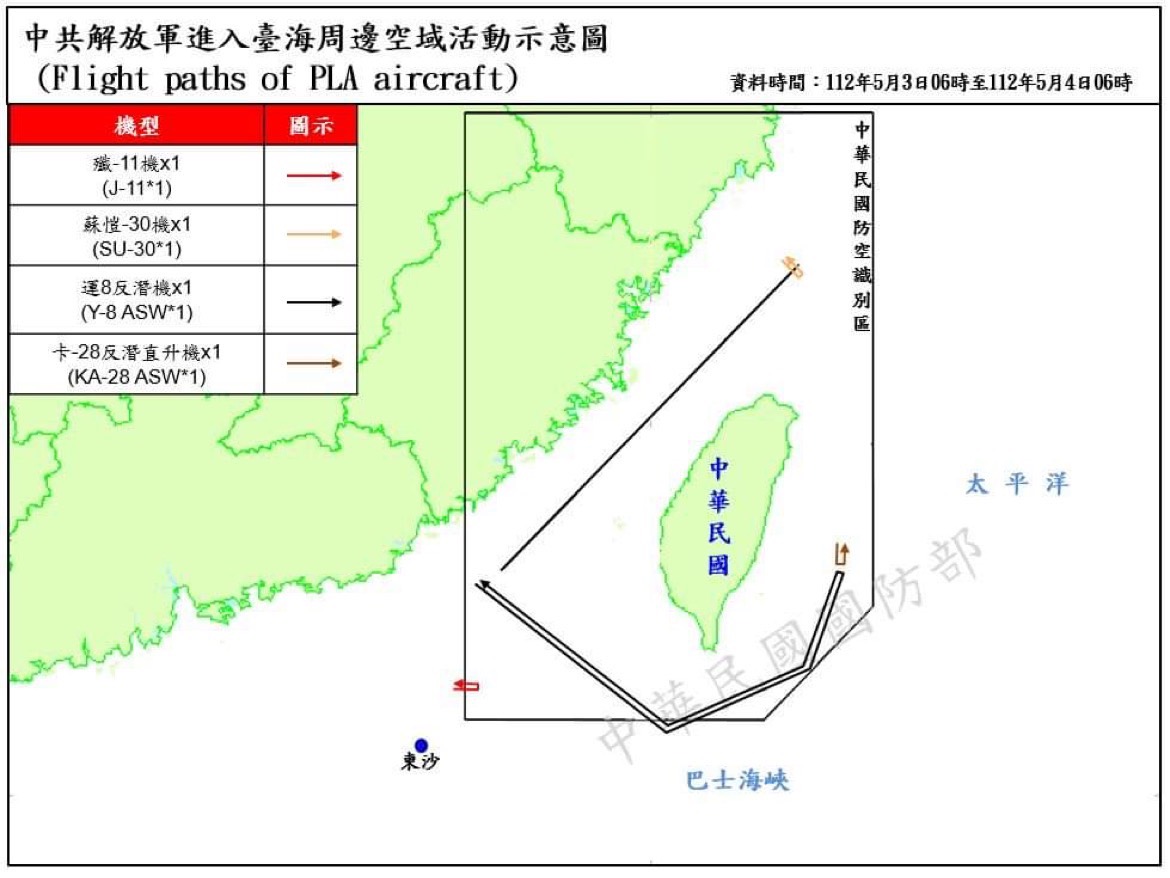 中共解放軍進入臺海周邊空域活動示意圖
(Flight paths of PLA aircraft)
資料時間：112年5月3日06時至112年5月4日06時
機型 圖示
殲-11機x1
(J-11*1)
蘇愷-30機x1
(SU-30*1)
運8反潛機x1
(Y-8 ASW*1)
卡-28反潛直升機x1
(KA-28 ASW*1)
中華民國防空識別區
中華民國
太平洋
中華民國國防部
東沙
巴士海峽